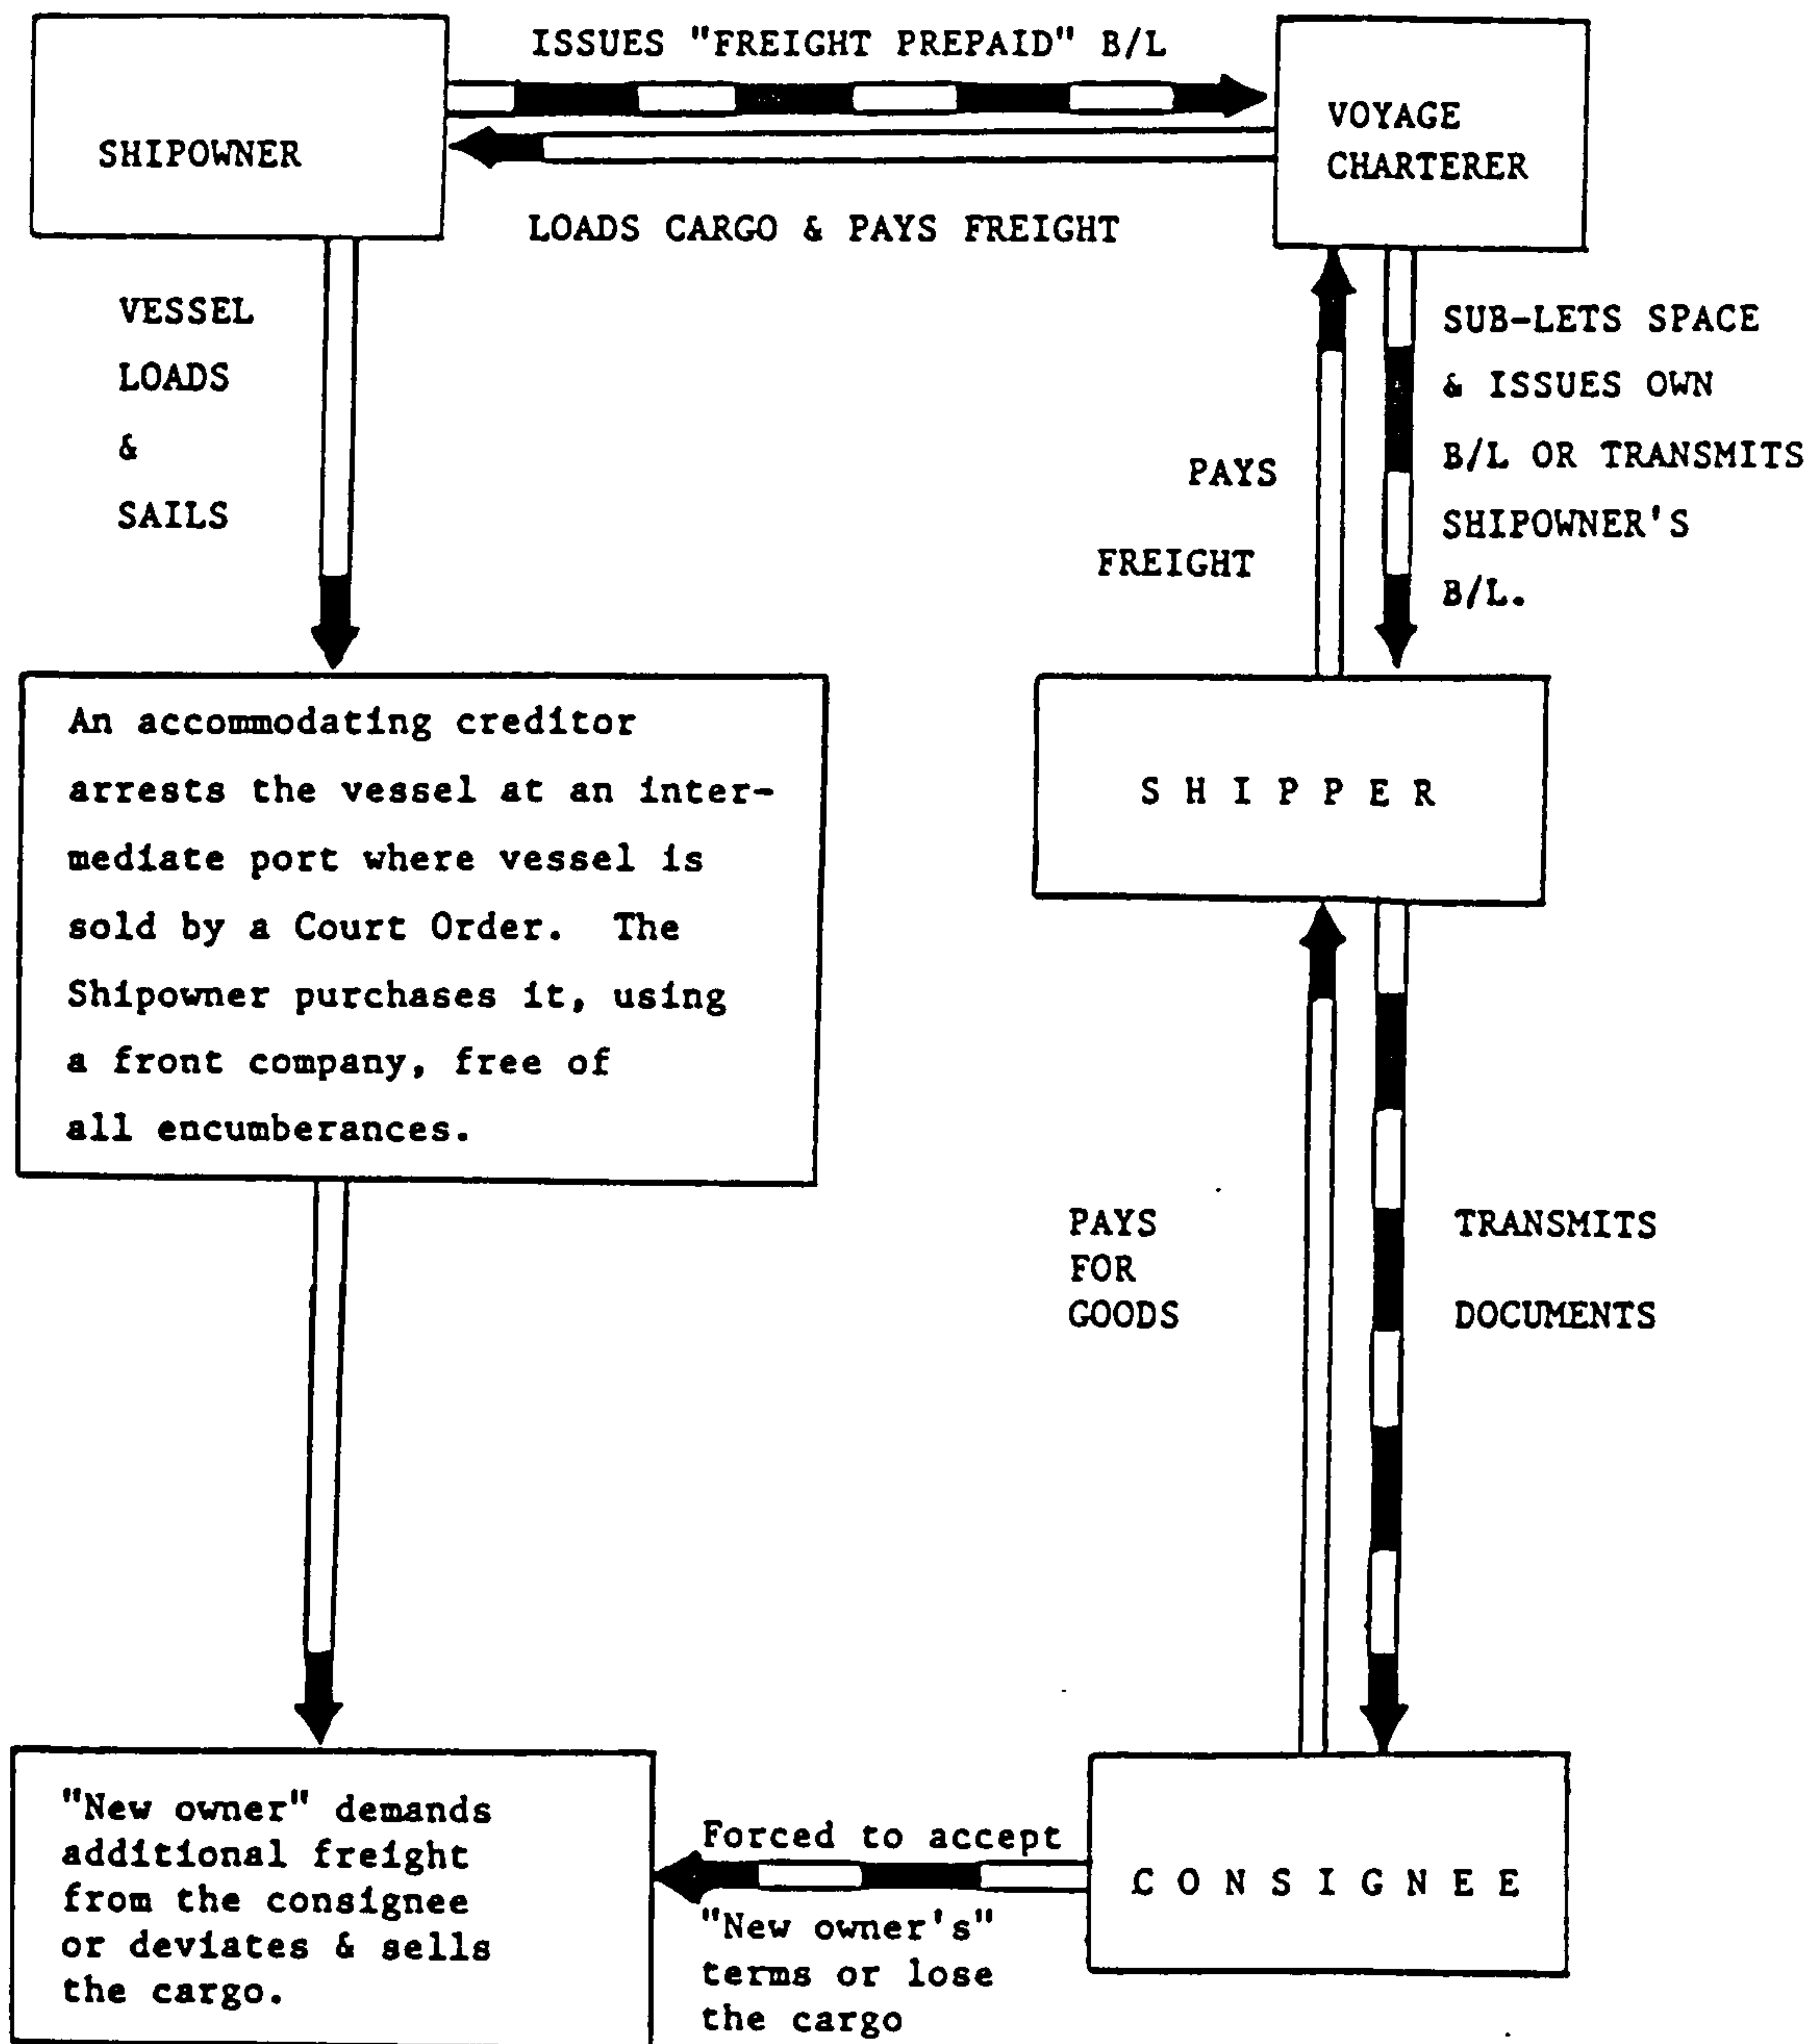 ISSUES "FREIGHT PREPAID" B/L
SHIPOWNER
VOYAGE
CHARTERER
LOADS CARGO & PAYS FREIGHT
VESSEL
LOADS
&
SAILS
PAYS
FREIGHT
SUB-LETS SPACE
& ISSUES OWN
B/L OR TRANSMITS
SHIPOWNER'S
B/L.
An accommodating creditor
arrests the vessel at an inter-
mediate port where vessel is
sold by a Court Order. The
Shipowner purchases it, using
a front company, free of
all encumberances.
S H I P P E R
PAYS
FOR
GOODS
TRANSMITS
DOCUMENTS
"New owner" demands
additional freight
from the consignee
or deviates & sells
the cargo.
Forced to accept
"New owner's"
terms or lose
the cargo
C O N S I G N E E